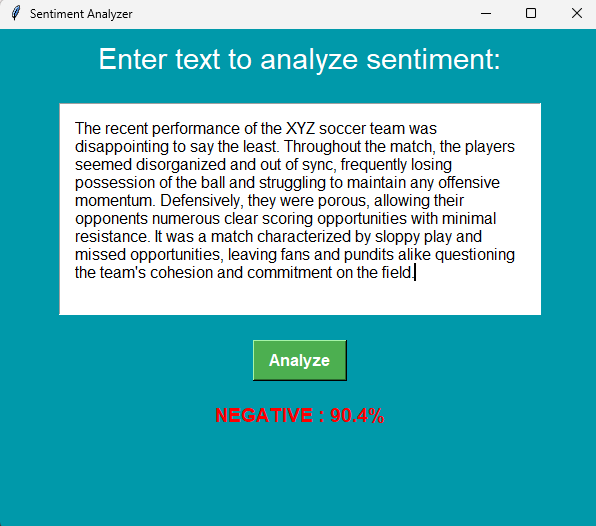 Sentiment Analyzer
Enter text to analyze sentiment:
The recent performance of the XYZ soccer team was
disappointing to say the least. Throughout the match, the players
seemed disorganized and out of sync, frequently losing
possession of the ball and struggling to maintain any offensive
momentum. Defensively, they were porous, allowing their
opponents numerous clear scoring opportunities with minimal
resistance. It was a match characterized by sloppy play and
missed opportunities, leaving fans and pundits alike questioning
the team's cohesion and commitment on the field.
Analyze
NEGATIVE : 90.4%